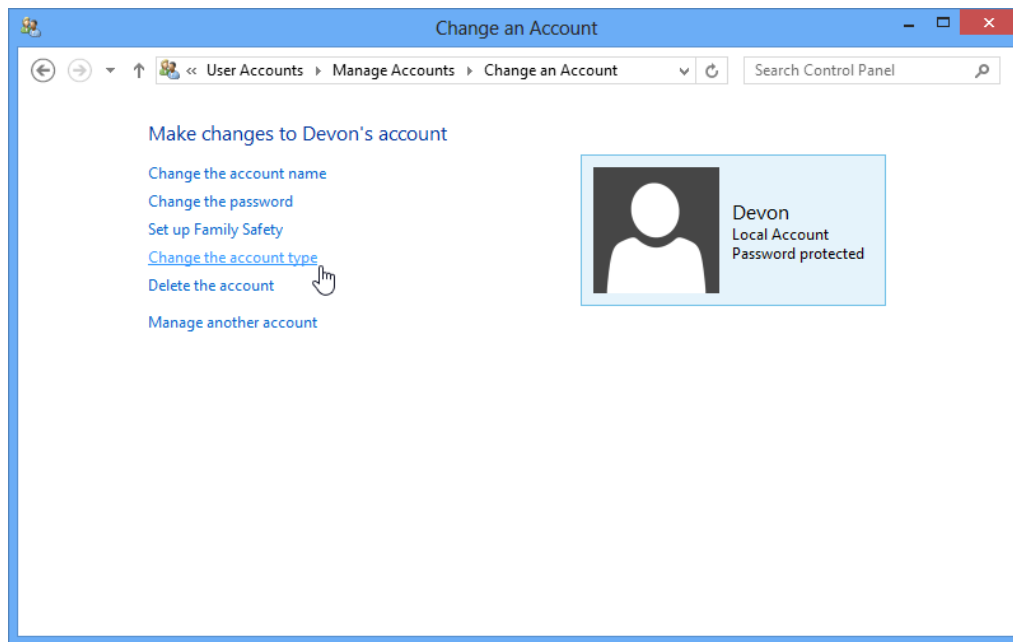 Change an Account
« User Accounts Manage Accounts Change an Account Search Control Panel
Make changes to Devon's account
Change the account name
Change the password
Set up Family Safety
Change the account type
Delete the account
Manage another account
Devon
Local Account
Password protected